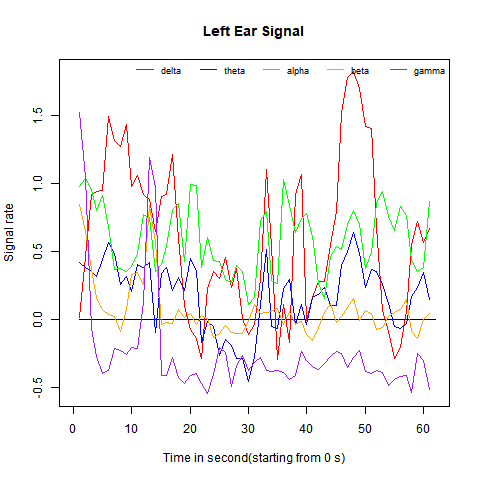 Left Ear Signal
delta theta alpha beta gamma
Signal rate
1.5
1.0
0.5
0.0
-0.5
0 10 20 30 40 50 60
Time in second(starting from 0 s)